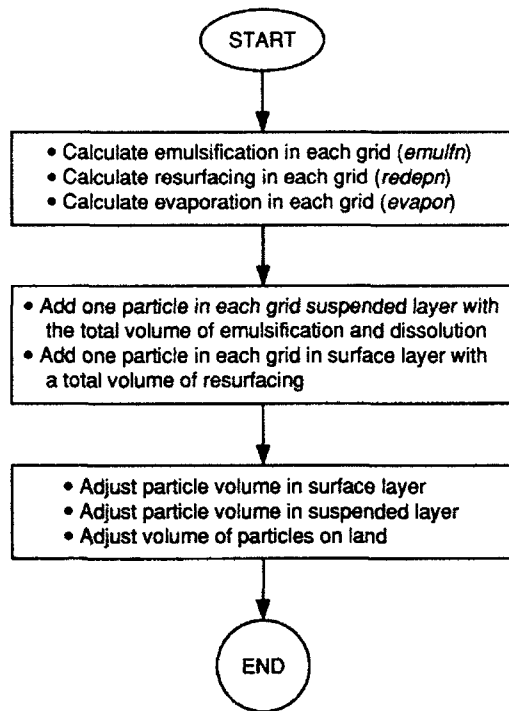 START
• Calculate emulsification in each grid (emulfn)
• Calculate resurfacing in each grid (redepn)
• Calculate evaporation in each grid (evapor)
• Add one particle in each grid suspended layer with
the total volume of emulsification and dissolution
• Add one particle in each grid in surface layer with
a total volume of resurfacing
• Adjust particle volume in surface layer
• Adjust particle volume in suspended layer
• Adjust volume of particles on land
END